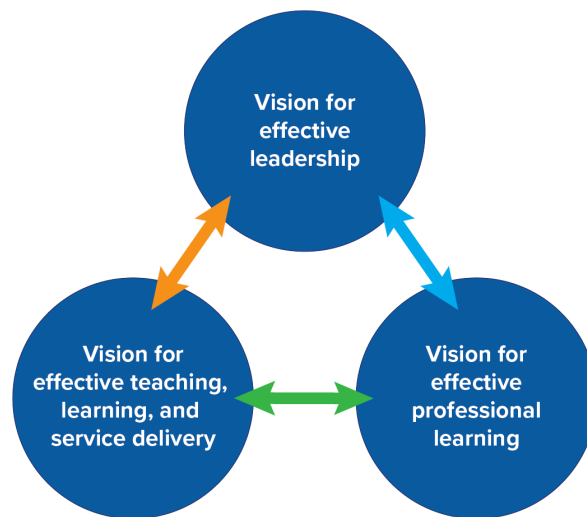 Vision for
effective
leadership
Vision for
effective teaching,
learning, and
service delivery
Vision for
effective
professional
learning